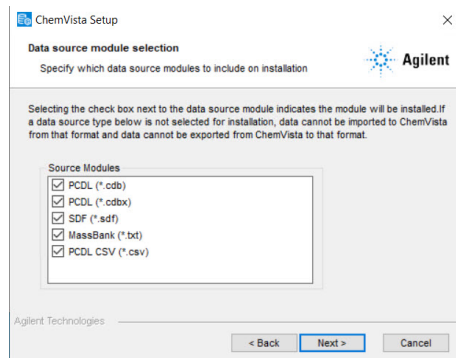 ChemVista Setup
Data source module selection
Specify which data source modules to include on installation
Agilent
Selecting the check box next to the data source module indicates the module will be installed.If
a data source type below is not selected for installation, data cannot be imported to ChemVista
from that format and data cannot be exported from ChemVista to that format.
Source Modules
PCDL (*.cdb)
PCDL (*.cdbx)
SDF (*.sdf)
MassBank (*.txt)
PCDL CSV (*.csv)
Agilent Technologies
< Back Next > Cancel